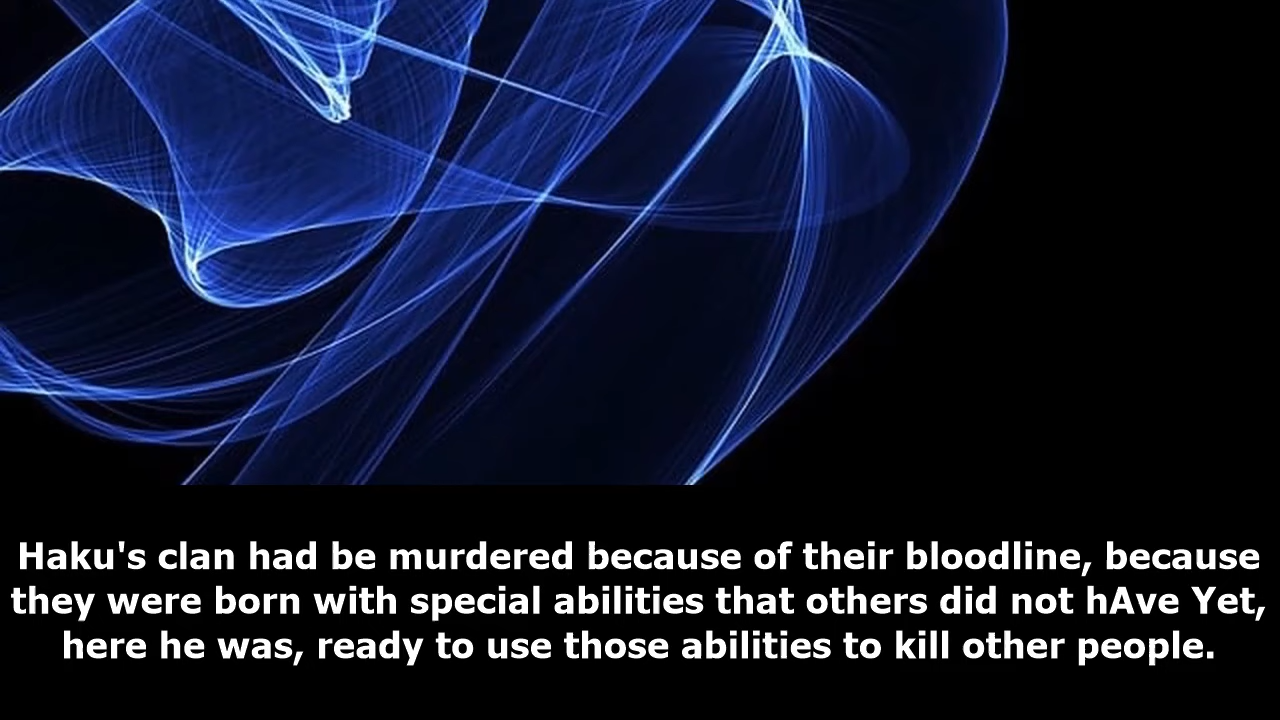 Haku's clan had be murdered because of their bloodline, because
they were born with special abilities that others did not hAve Yet,
here he was, ready to use those abilities to kill other people.